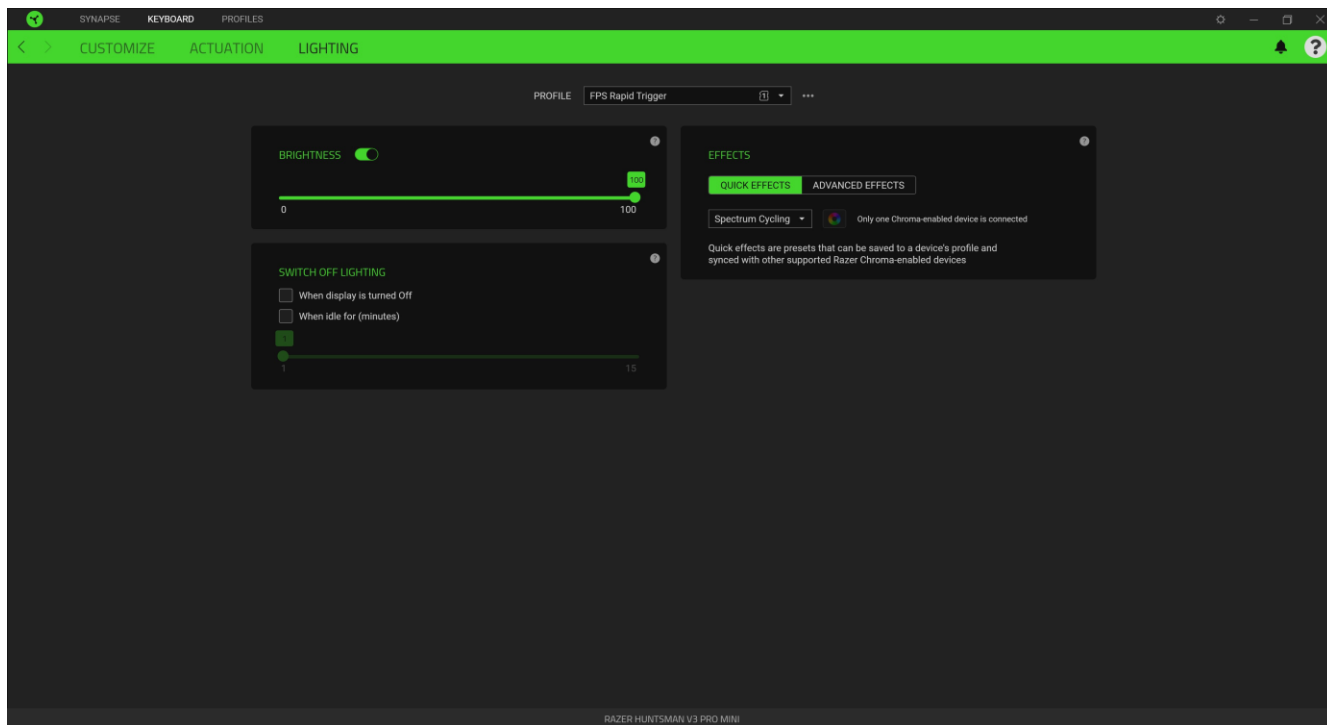 SYNAPSE KEYBOARD PROFILES
CUSTOMIZE ACTUATION LIGHTING
PROFILE FPS Rapid Trigger 1
BRIGHTNESS
100
0 100
SWITCH OFF LIGHTING
When display is turned Off
When idle for (minutes)
1
1 15
EFFECTS
QUICK EFFECTS ADVANCED EFFECTS
Spectrum Cycling Only one Chroma-enabled device is connected
Quick effects are presets that can be saved to a device's profile and
synced with other supported Razer Chroma-enabled devices
RAZER HUNTSMAN V3 PRO MINI